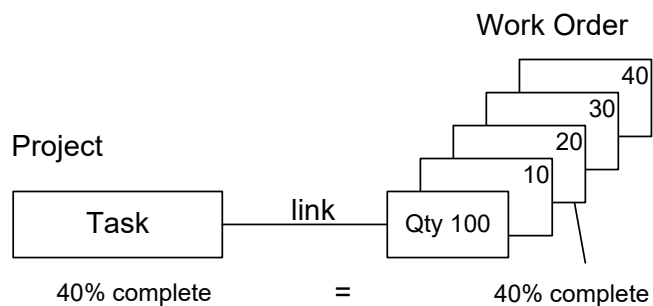 Work Order
40
30
20
10
Project
Task
link
Qty 100
40% complete
=
40% complete